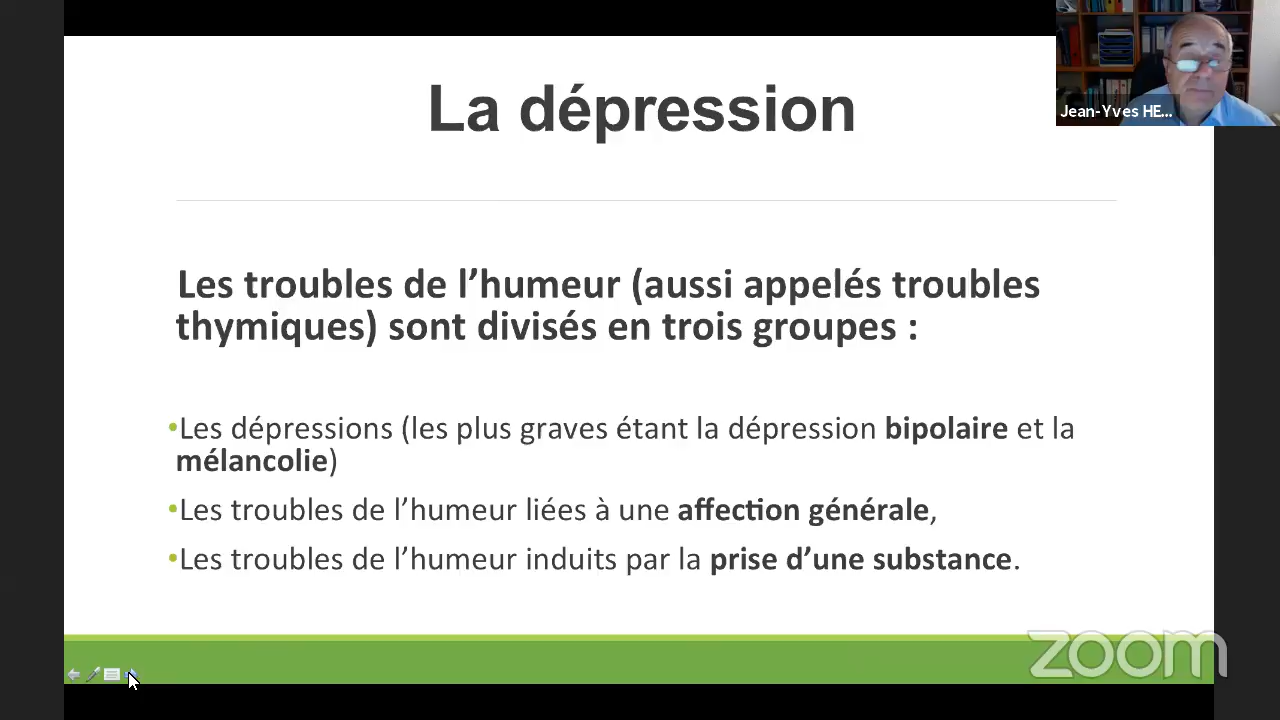 La dépression
Jean-Yves HE...
Les troubles de l’humeur (aussi appelés troubles
thymiques) sont divisés en trois groupes :
•Les dépressions (les plus graves étant la dépression bipolaire et la
mélancolie)
•Les troubles de l’humeur liées à une affection générale,
•Les troubles de l’humeur induits par la prise d’une substance.
zoom